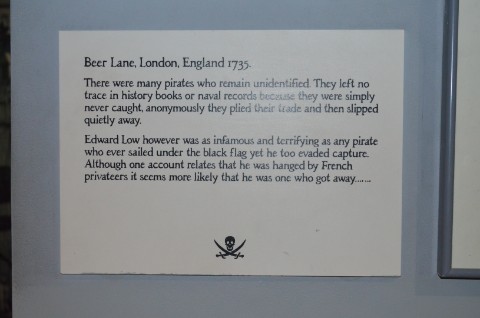 Beer Lane, London, England 1735.
There were many pirates who remain unidentified. They left no
trace in history books or naval records because they were simply
never caught, anonymously they plied their trade and then slipped
quietly away.
Edward Low however was as infamous and terrifying as any pirate
who ever sailed under the black flag yet he too evaded capture.
Although one account relates that he was hanged by French
privateers it seems more likely that he was one who got away......